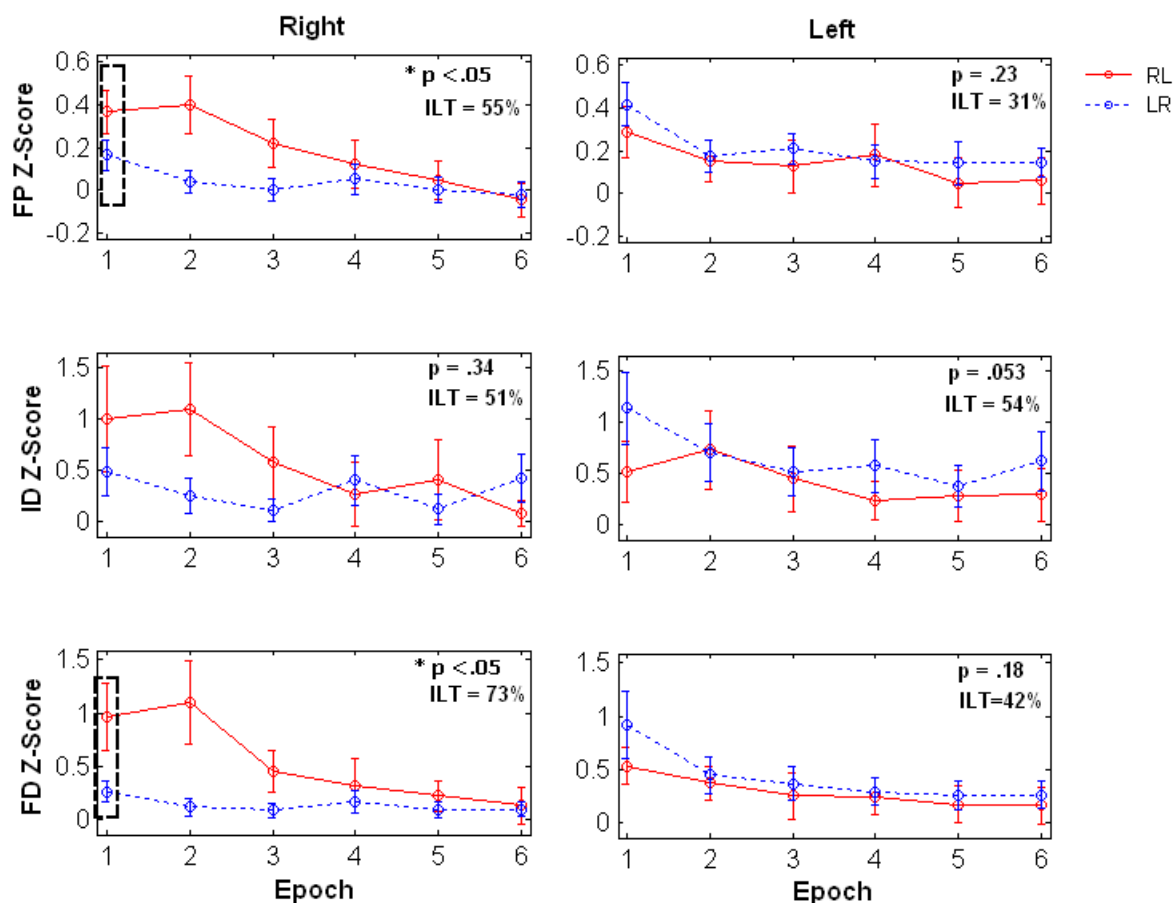 Right
Left
RL
LR
FP Z-Score
0.6
0.4
0.2
0
-0.2
* p <.05
ILT = 55%
1 2 3 4 5 6
0.6
0.4
0.2
0
-0.2
p = .23
ILT = 31%
1 2 3 4 5 6
ID Z-Score
1.5
1
0.5
0
p = .34
ILT = 51%
1 2 3 4 5 6
1.5
1
0.5
0
p = .053
ILT = 54%
1 2 3 4 5 6
FD Z-Score
1.5
1
0.5
0
* p <.05
ILT = 73%
1 2 3 4 5 6
Epoch
1.5
1
0.5
0
p = .18
ILT=42%
1 2 3 4 5 6
Epoch